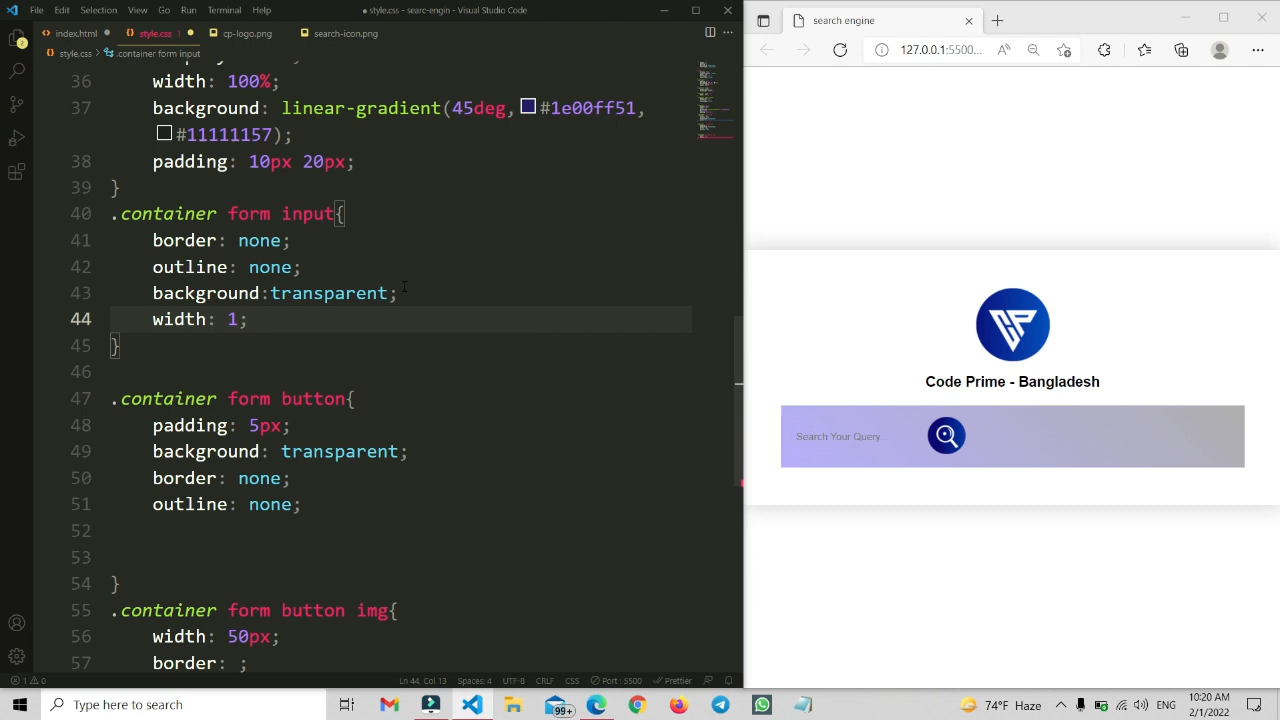 File Edit Selection View Go Run Terminal Help
● style.css - searc-engin - Visual Studio Code
index.html ● style.css ● cp-logo.png search-icon.png
style.css > .container form input
36 width: 100%;
37 background: linear-gradient(45deg, #1e00ff51,
#11111157);
38 padding: 10px 20px;
39 }
40 .container form input{
41 border: none;
42 outline: none;
43 background:transparent;
44 width: 1;
45 }
46
47 .container form button{
48 padding: 5px;
49 background: transparent;
50 border: none;
51 outline: none;
52
53
54 }
55 .container form button img{
56 width: 50px;
57 border: ;
2
1 0 Ln 44, Col 13 Spaces: 4 UTF-8 CRLF CSS Port : 5500 Prettier
search engine
127.0.0.1:5500...
CP
Code Prime - Bangladesh
Search Your Query...
Type here to search
99+
74°F Haze
ENG
10:20 AM
2/1/2022